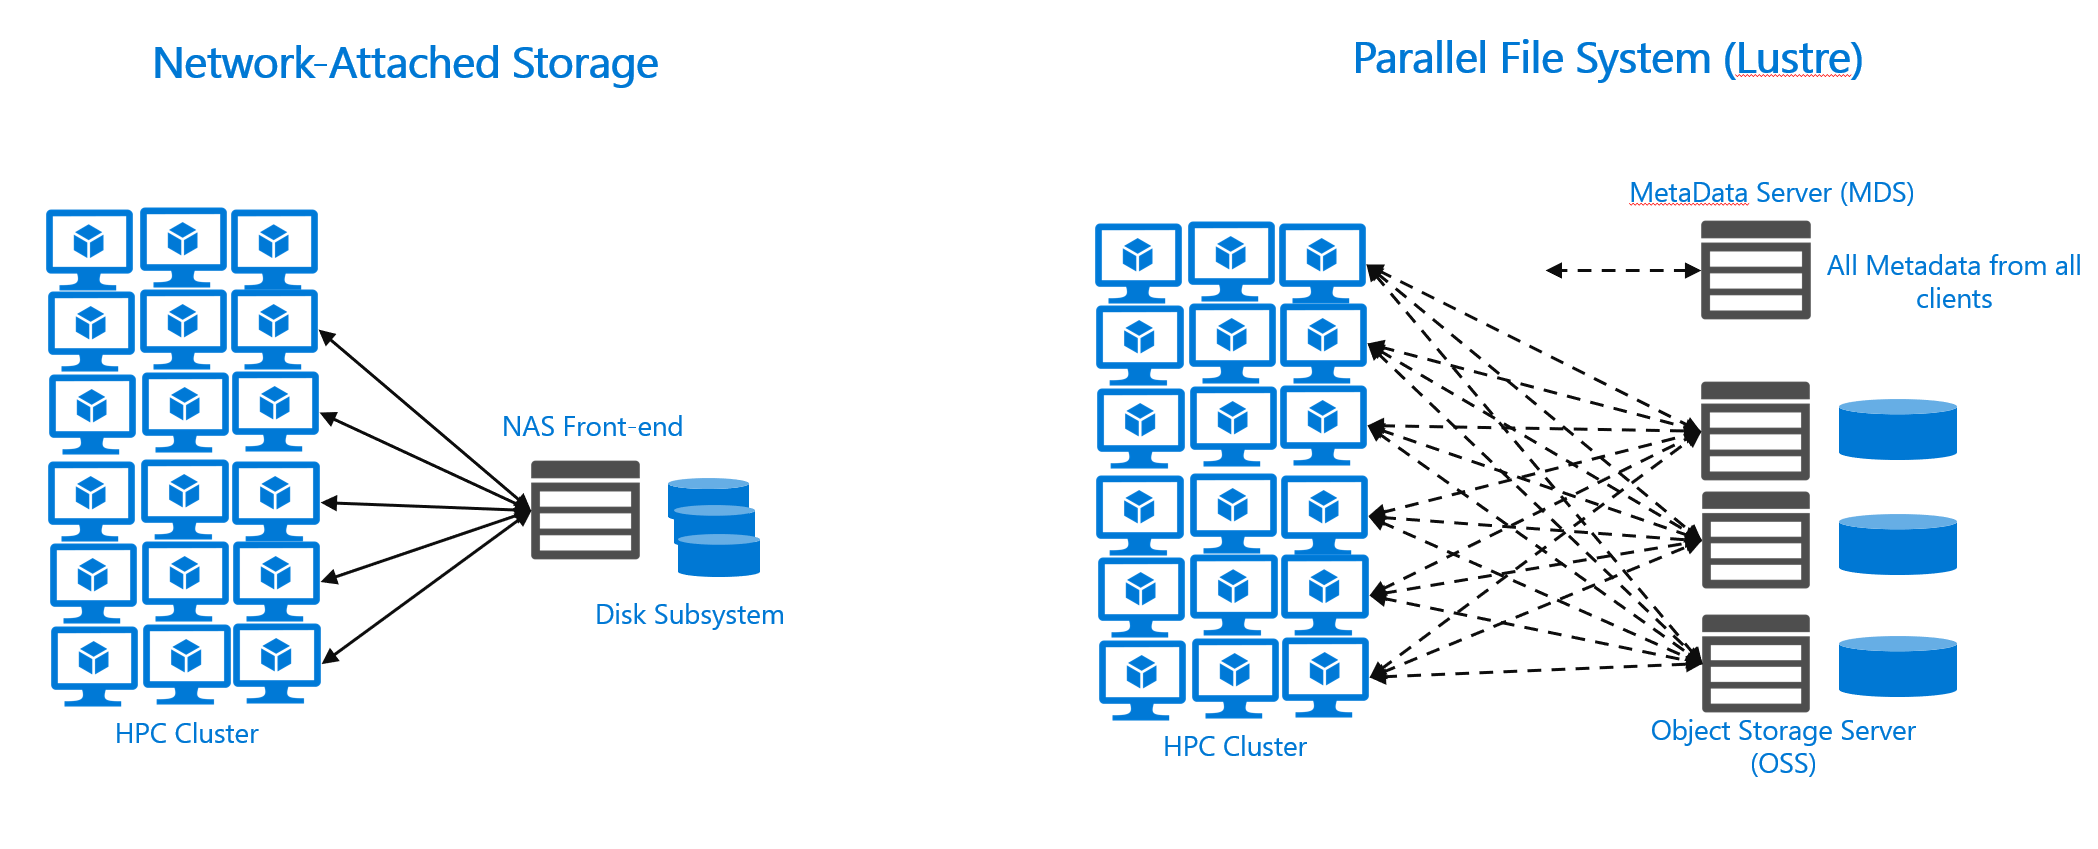 Network-Attached Storage
NAS Front-end
Disk Subsystem
HPC Cluster
Parallel File System (Lustre)
MetaData Server (MDS)
All Metadata from all
clients
Object Storage Server
(OSS)
HPC Cluster